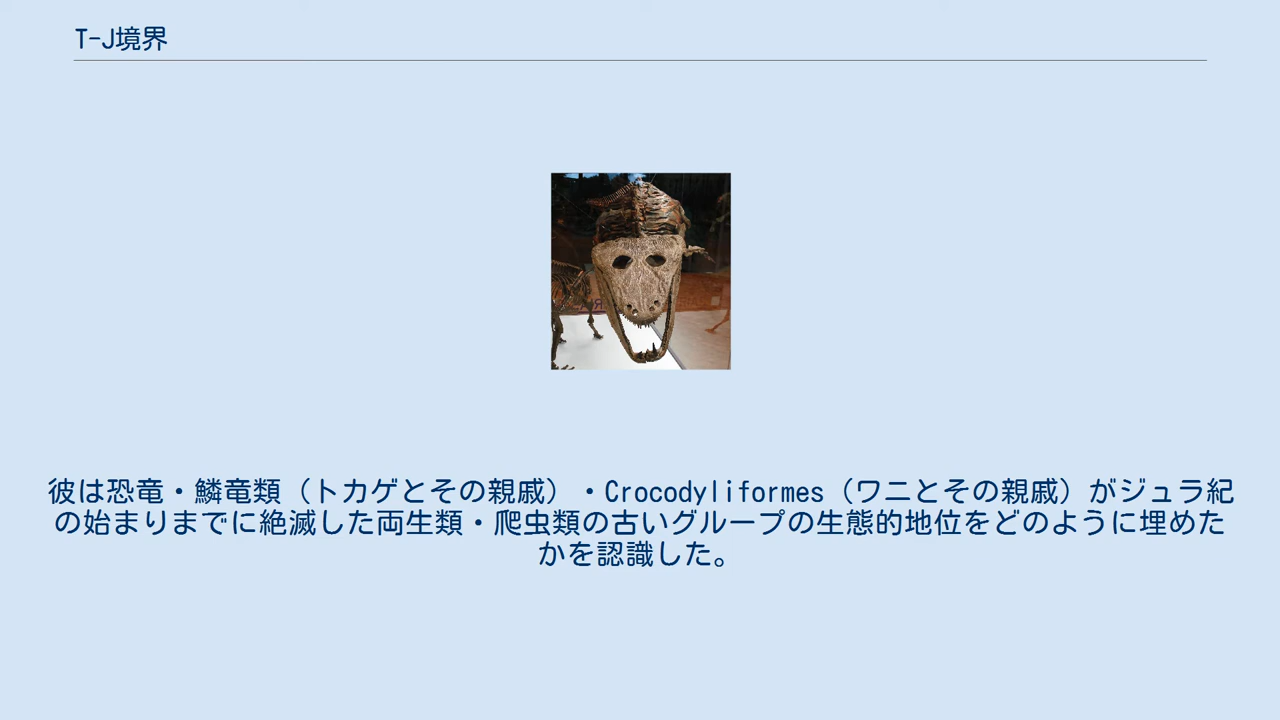 T-J境界
彼は恐竜・鱗竜類（トカゲとその親戚）・Crocodyliformes（ワニとその親戚）がジュラ紀
の始まりまでに絶滅した両生類・爬虫類の古いグループの生態的地位をどのように埋めた
かを認識した。